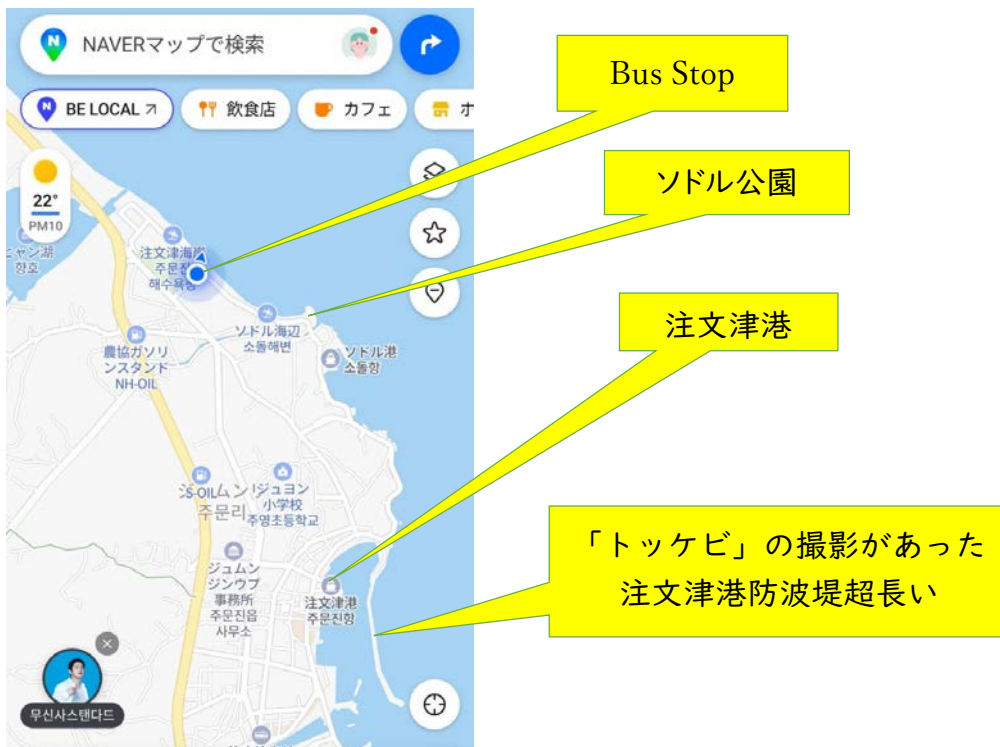 NAVERマップで検索
BE LOCAL
飲食店
カフェ
ホ
22°
PM10
Bus Stop
ソドル公園
注文津港
「トッケビ」の撮影があった
注文津港防波堤超長い
ヒャン湖
향호
注文津海岸
주문진
해수욕장
ソドル海辺
소돌해변
ソドル港
소돌항
農協ガソリ
ンスタンド
NH-OIL
S-OIL
주문리
ジュヨン
小学校
주영초등학교
ジュムン
ジンウプ
事務所
주문진읍
사무소
注文津港
주문진항
무신사스탠다드